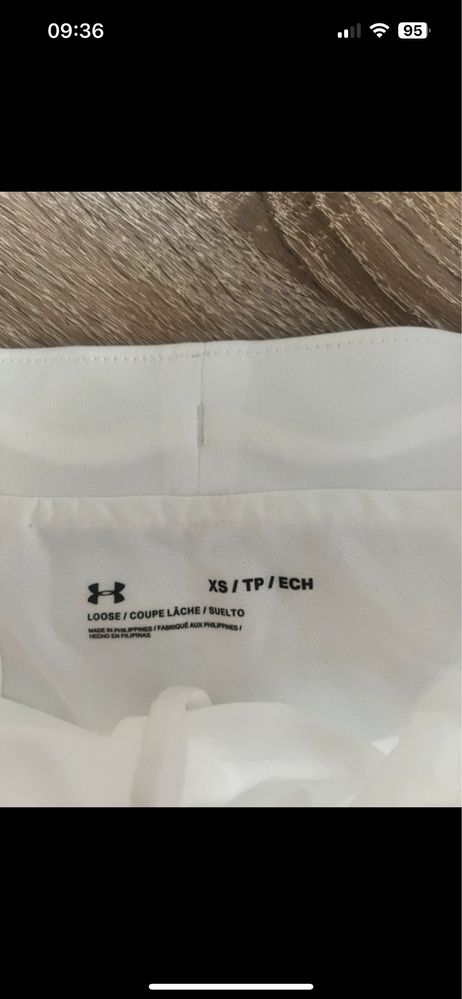 09:36
95
XS / TP / ECH
LOOSE / COUPE LÂCHE / SUELTO
MADE IN PHILIPPINES / FABRIQUÉ AUX PHILIPPINES /
HECHO EN FILIPINAS